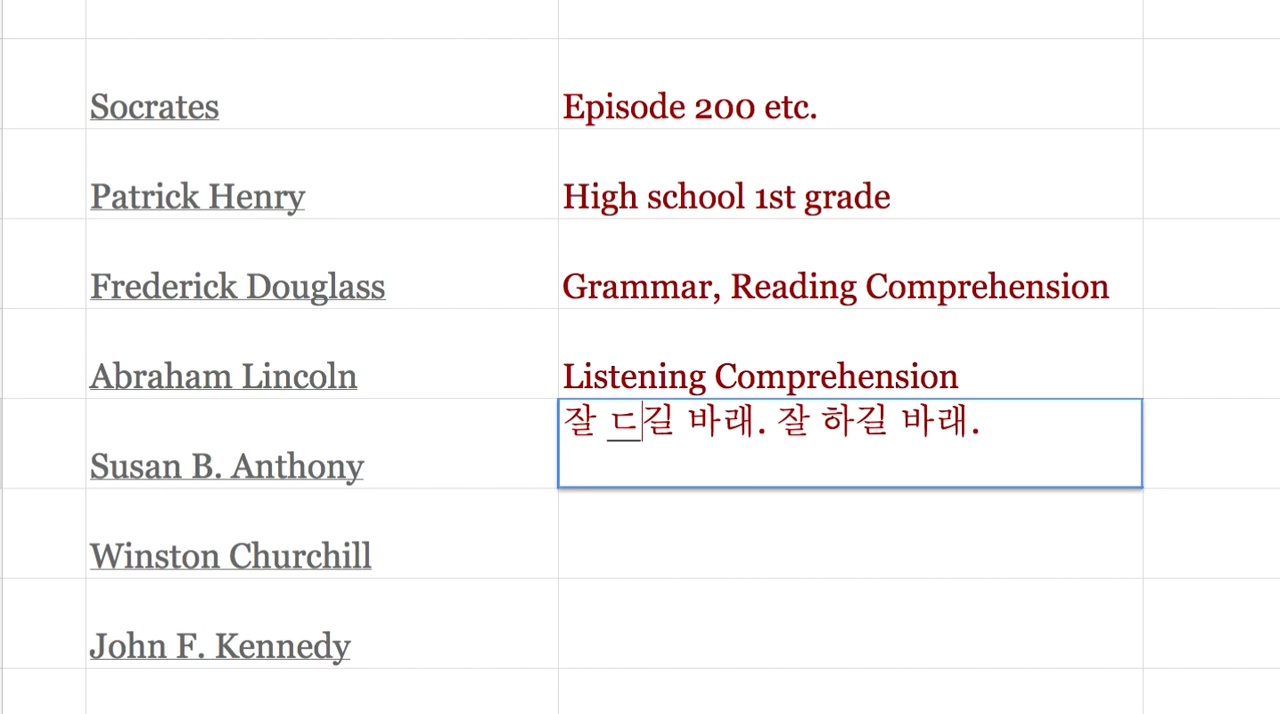 Socrates Episode 200 etc.
Patrick Henry High school 1st grade
Frederick Douglass Grammar, Reading Comprehension
Abraham Lincoln Listening Comprehension
잘 드길 바래. 잘 하길 바래.
Susan B. Anthony
Winston Churchill
John F. Kennedy